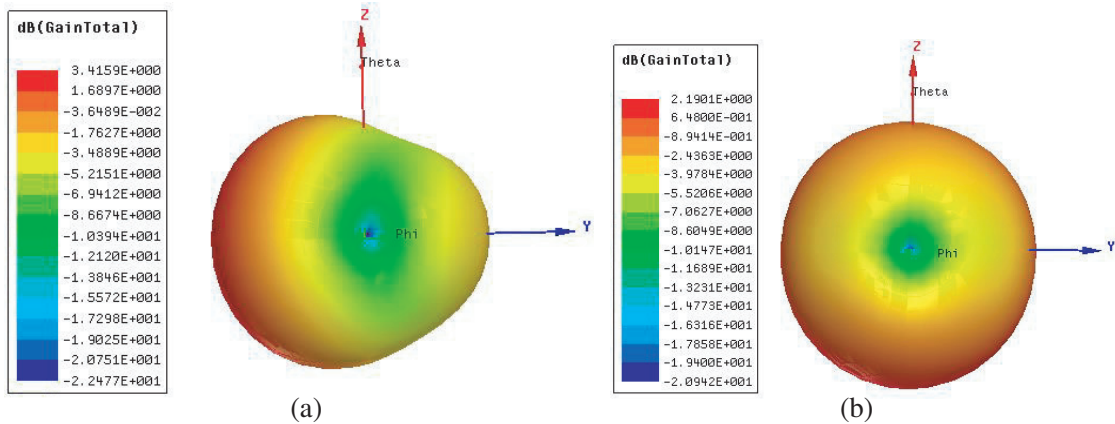 dB(GainTotal)
3.4159E+000
1.6897E+000
-3.6489E-002
-1.7627E+000
-3.4889E+000
-5.2151E+000
-6.9412E+000
-8.6674E+000
-1.0394E+001
-1.2120E+001
-1.3846E+001
-1.5572E+001
-1.7298E+001
-1.9025E+001
-2.0751E+001
-2.2477E+001
Z
Theta
Phi
Y
(a)
dB(GainTotal)
2.1901E+000
6.4800E-001
-8.9414E-001
-2.4363E+000
-3.9784E+000
-5.5206E+000
-7.0627E+000
-8.6049E+000
-1.0147E+001
-1.1689E+001
-1.3231E+001
-1.4773E+001
-1.6316E+001
-1.7858E+001
-1.9400E+001
-2.0942E+001
Z
Theta
Phi
Y
(b)